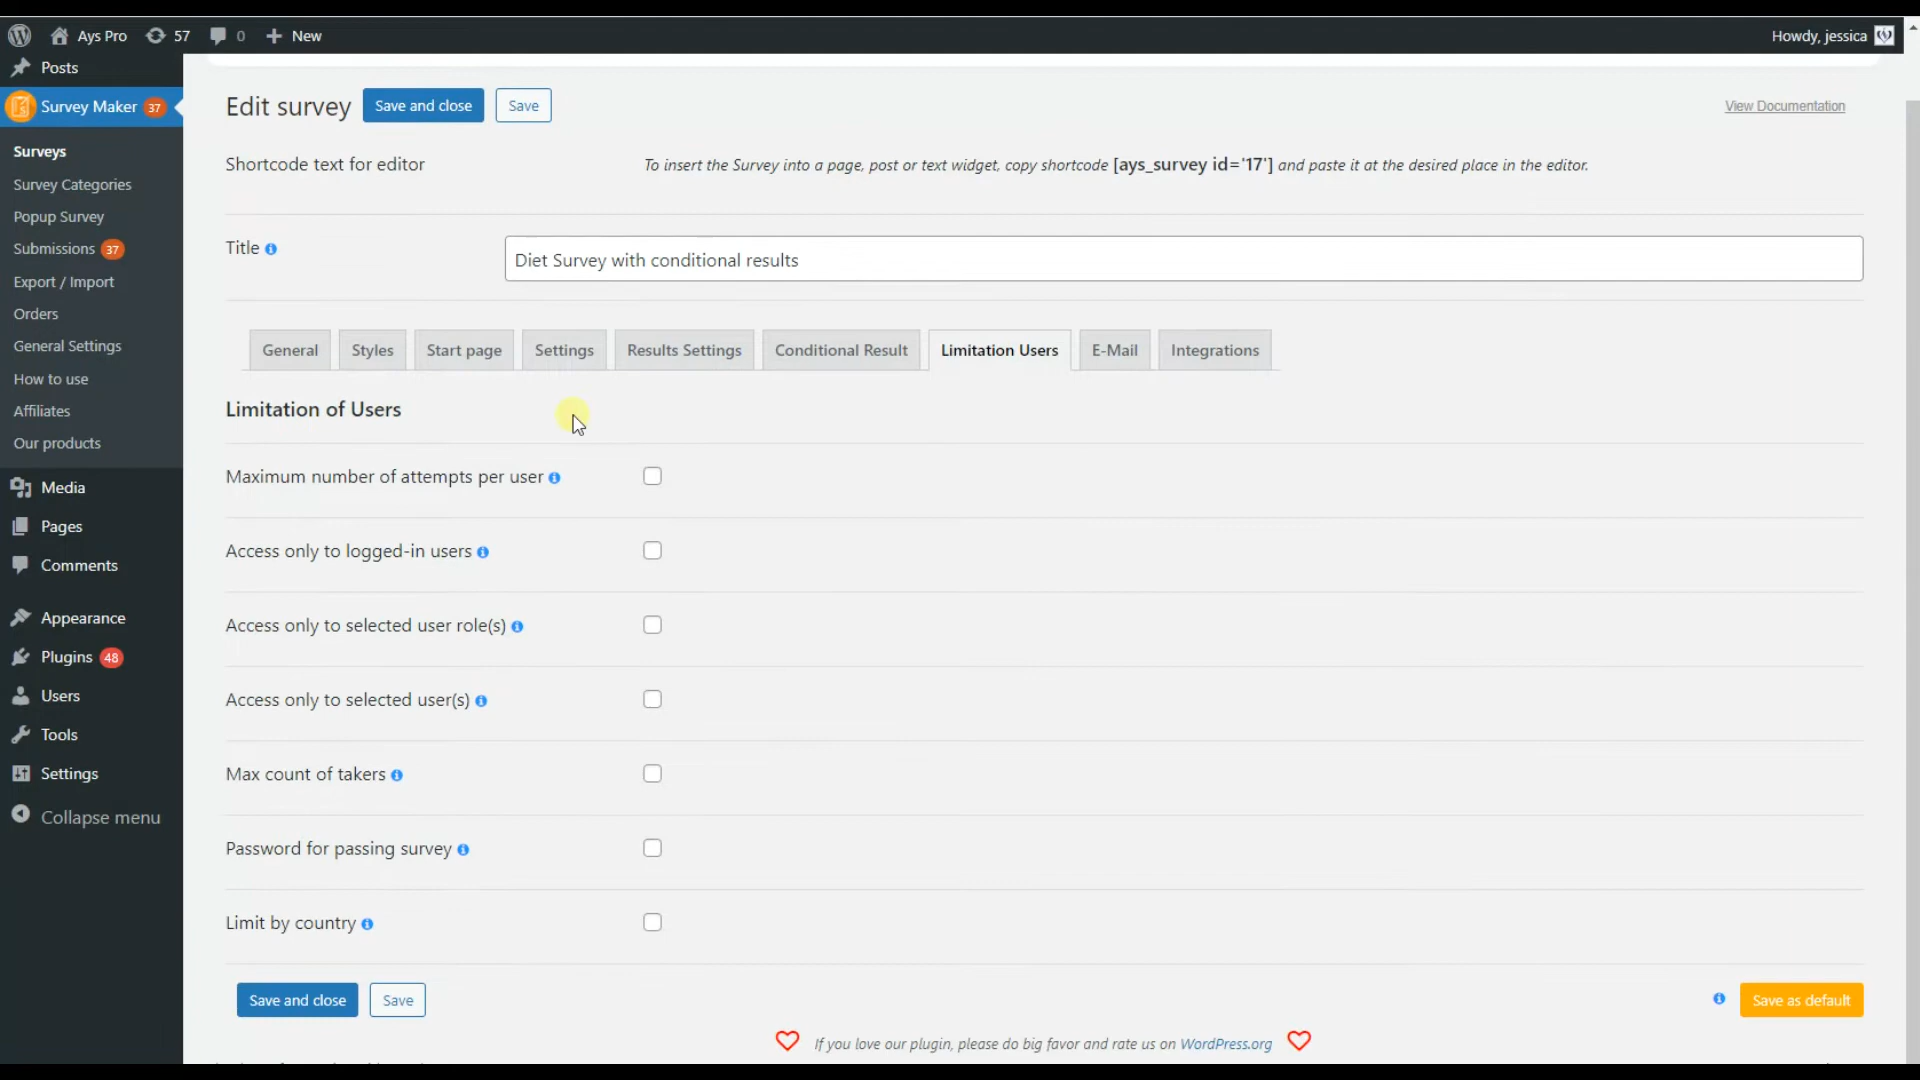 Ays Pro 57 0 New Howdy, jessica
Posts
Survey Maker 37
Surveys
Survey Categories
Popup Survey
Submissions 37
Export / Import
Orders
General Settings
How to use
Affiliates
Our products
Media
Pages
Comments
Appearance
Plugins 48
Users
Tools
Settings
Collapse menu
Edit survey Save and close Save View Documentation
Shortcode text for editor To insert the Survey into a page, post or text widget, copy shortcode [ays_survey id='17'] and paste it at the desired place in the editor.
Title Diet Survey with conditional results
General Styles Start page Settings Results Settings Conditional Result Limitation Users E-Mail Integrations
Limitation of Users
Maximum number of attempts per user
Access only to logged-in users
Access only to selected user role(s)
Access only to selected user(s)
Max count of takers
Password for passing survey
Limit by country
Save and close Save Save as default
If you love our plugin, please do big favor and rate us on WordPress.org